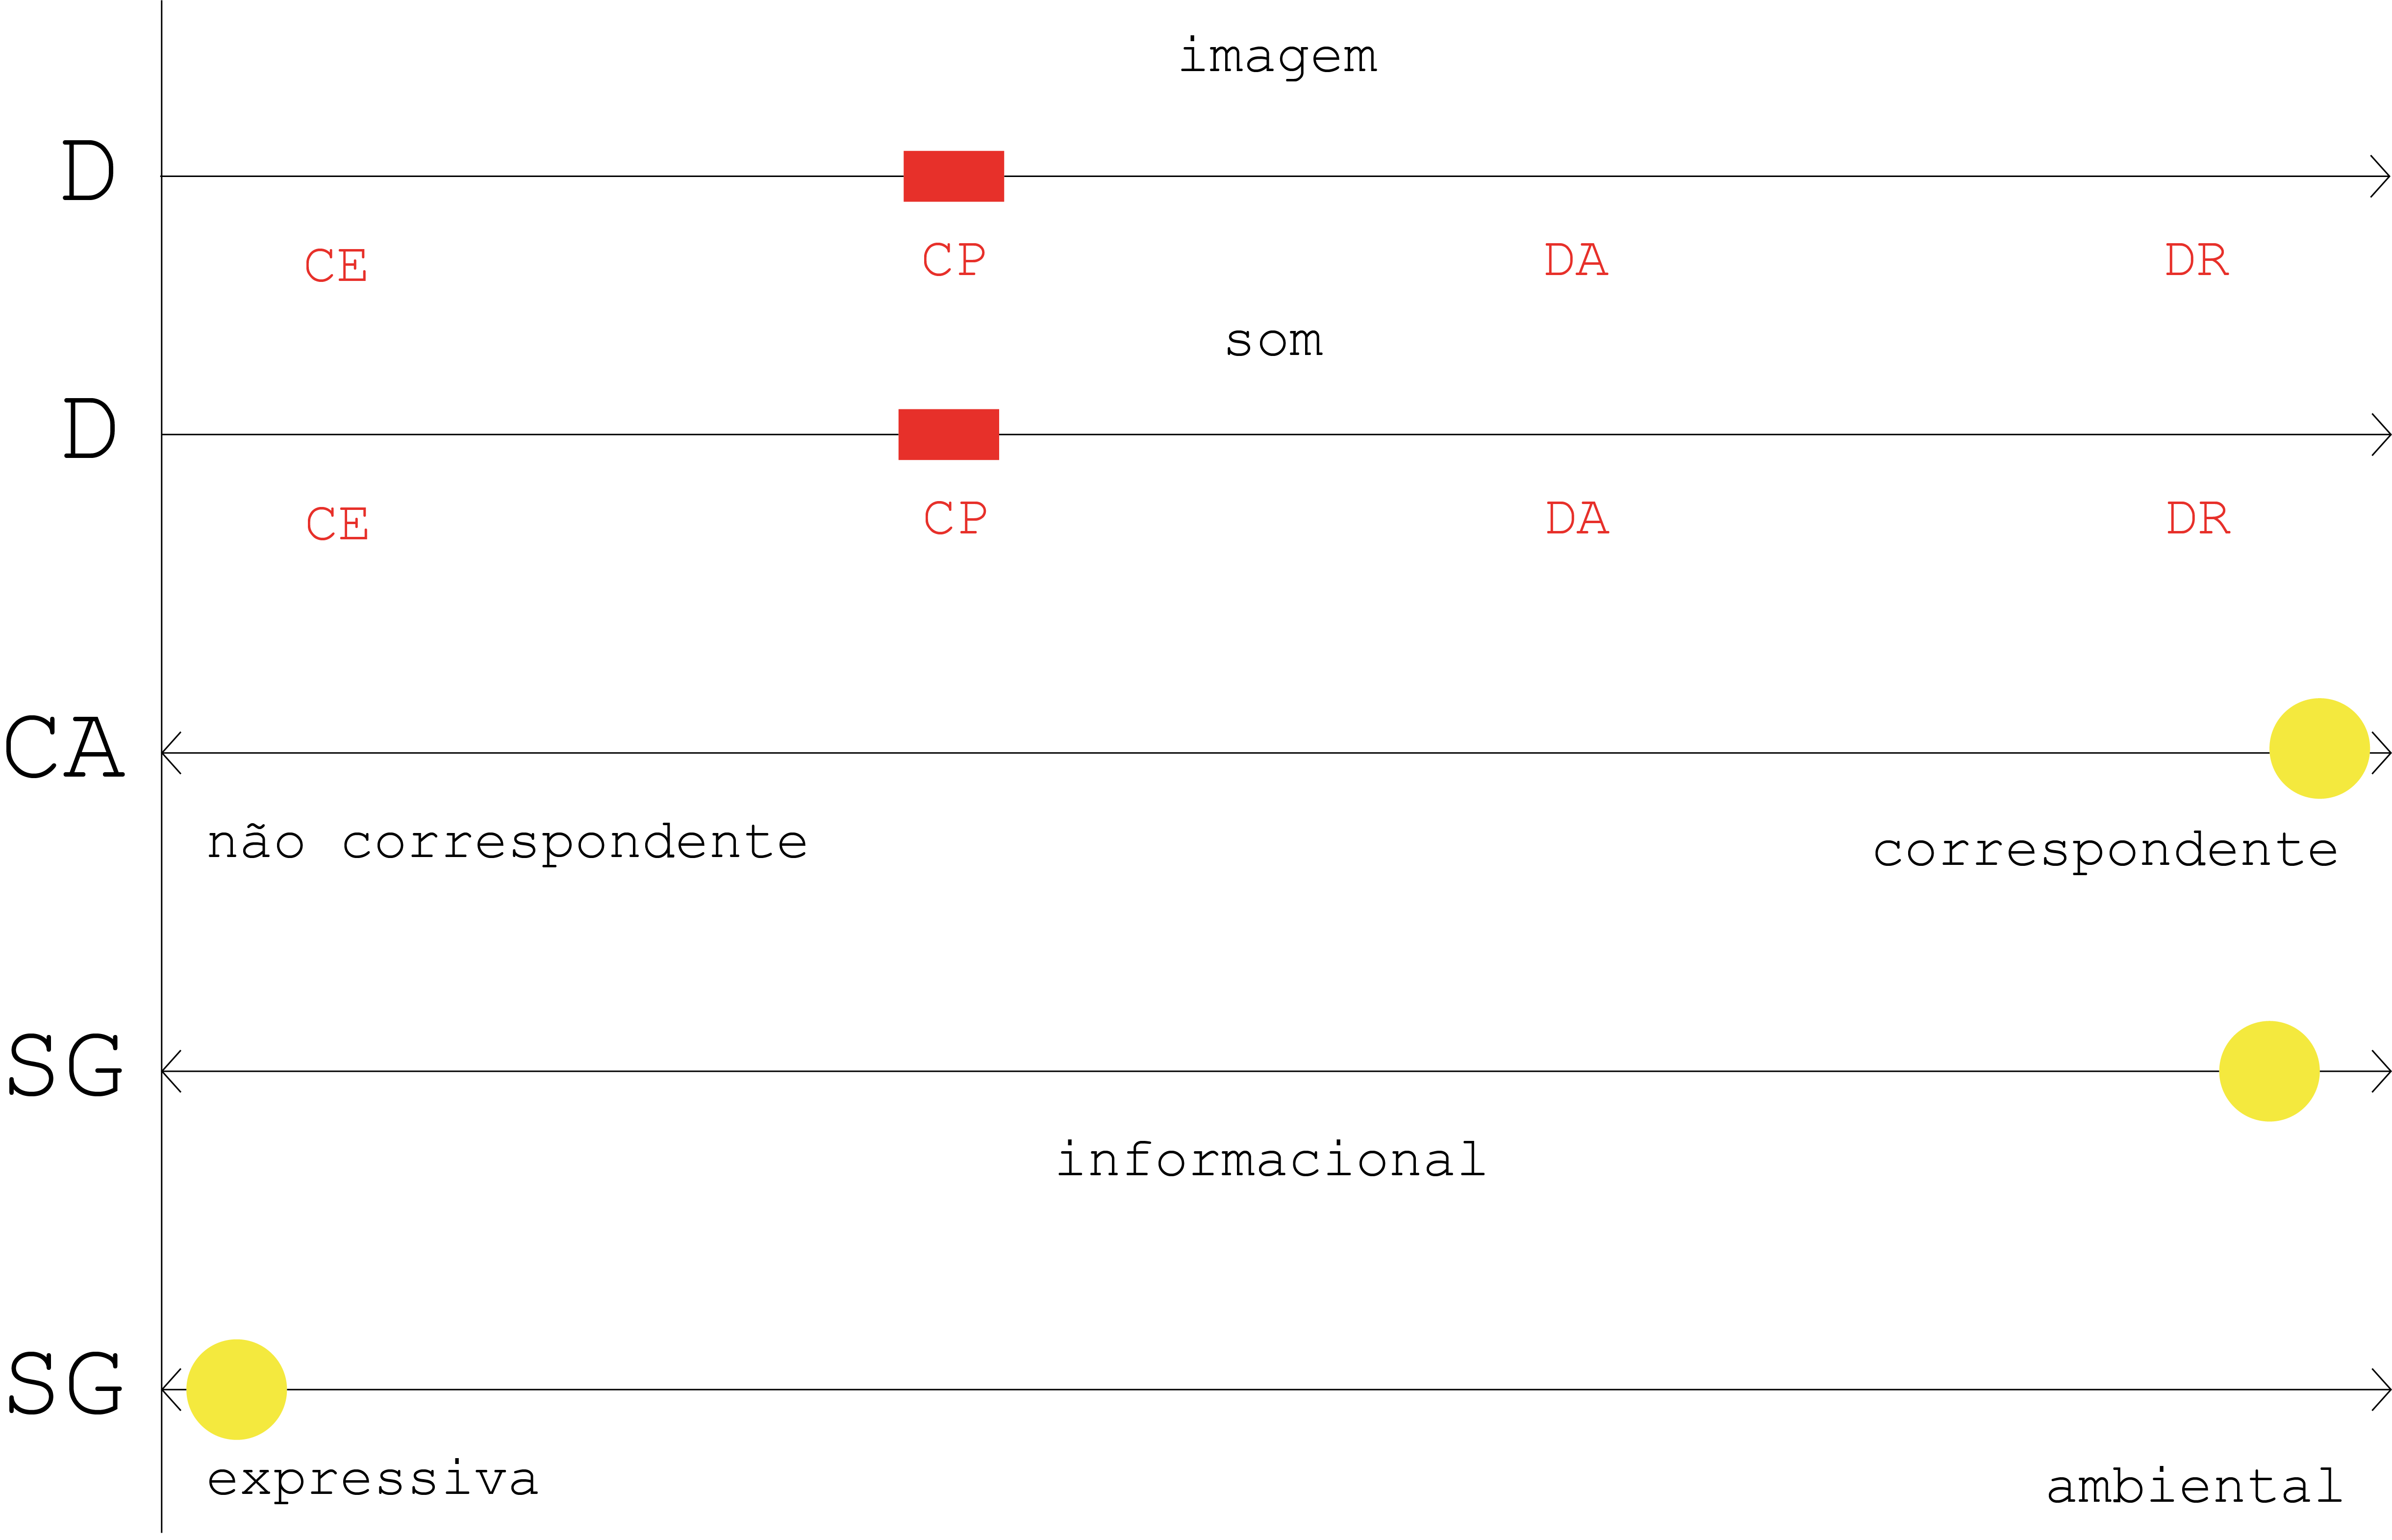 imagem
D
CE CP DA DR
som
D
CE CP DA DR
CA
não correspondente correspondente
SG
informacional
SG
expressiva ambiental